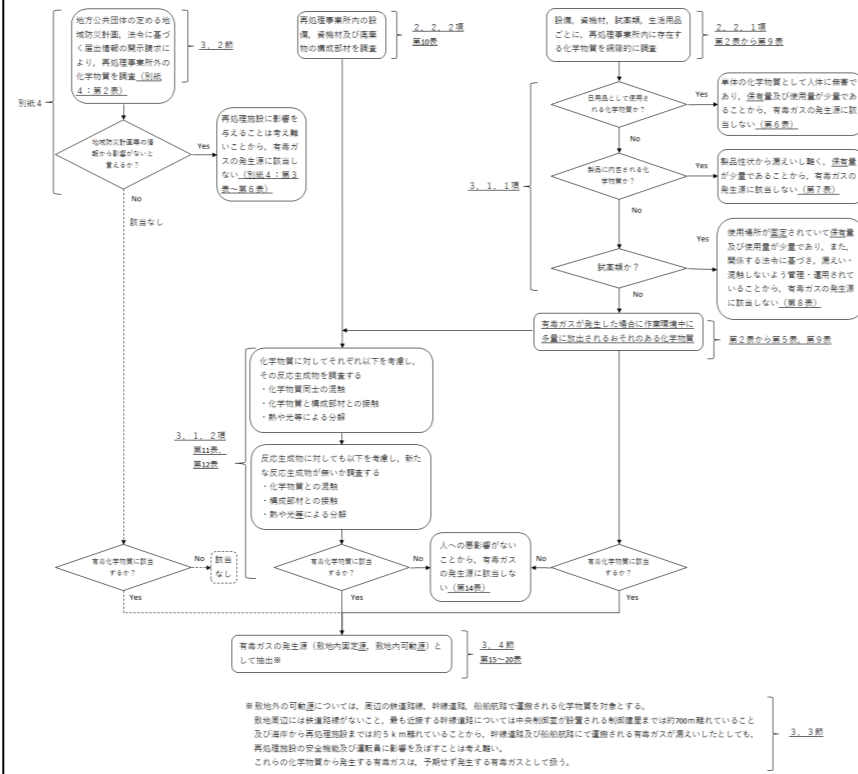 地方公共団体の定める地
域防災計画，法令に基づ
く届出情報の開示請求に
より，再処理事業所外の
化学物質を調査（別紙
４：第２表）
３．２節
別紙４
地域防災計画等の情
報から影響がないと
言えるか？
Yes
再処理施設に影響を
与えることは考え難
いことから，有毒ガ
スの発生源に該当し
ない（別紙４：第３
表～第６表）
No
該当なし
再処理事業所内の設
備，資機材及び廃棄
物の構成部材を調査
２．２．２項
第10表
設備，資機材，試薬類，生活用品
ごとに，再処理事業所内に存在す
る化学物質を網羅的に調査
２．２．１項
第２表から第９表
３．１．１項
日用品として使用さ
れる化学物質か？
Yes
単体の化学物質として人体に無害で
あり，保有量及び使用量が少量であ
ることから，有毒ガスの発生源に該
当しない（第６表）
No
製品に内包される化
学物質か？
Yes
製品性状から漏えいし難く，保有量
が少量であることから，有毒ガスの
発生源に該当しない（第７表）
No
試薬類か？
Yes
使用場所が固定されていて保有量
及び使用量が少量であり，また，
関係する法令に基づき，漏えい・
混触しないよう管理・運用されて
いることから，有毒ガスの発生源
に該当しない（第８表）
No
有毒ガスが発生した場合に作業環境中に
多量に放出されるおそれのある化学物質
第２表から第５表，第９表
化学物質に対してそれぞれ以下を考慮し，
その反応生成物を調査する
・化学物質同士の混触
・化学物質と構成部材との接触
・熱や光等による分解
３．１．２項
第11表，
第12表
反応生成物に対しても以下を考慮し，新た
な反応生成物が無いか調査する
・化学物質との混触
・構成部材との接触
・熱や光等による分解
有毒化学物質に該当
するか？
No
該当
なし
Yes
有毒化学物質に該当
するか？
No
Yes
人への悪影響がない
ことから，有毒ガス
の発生源に該当しな
い（第14表）
No
有毒化学物質に該当
するか？
Yes
有毒ガスの発生源（敷地内固定源，敷地内可動源）と
して抽出※
３．４節
第15～20表
※ 敷地外の可動源については，周辺の鉄道路線，幹線道路，船舶航路で運搬される化学物質を対象とする。
敷地周辺には鉄道路線がないこと，最も近接する幹線道路については中央制御室が設置される制御建屋までは約700ｍ離れていること
及び海岸から再処理施設までは約５ｋｍ離れていることから，幹線道路及び船舶航路にて運搬される有毒ガスが漏えいしたとしても，
再処理施設の安全機能及び運転員に影響を及ぼすことは考え難い。
これらの化学物質から発生する有毒ガスは，予期せず発生する有毒ガスとして扱う。
３．３節